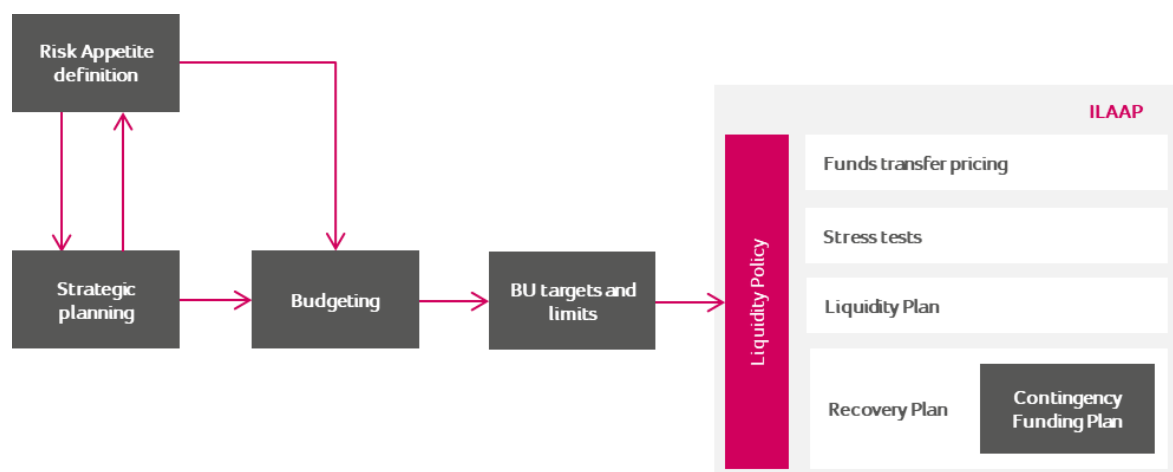 Risk Appetite
definition
ILAAP
Funds transfer pricing
Stress tests
Strategic
planning
Budgeting
BU targets and
limits
Liquidity Policy
Liquidity Plan
Recovery Plan
Contingency
Funding Plan